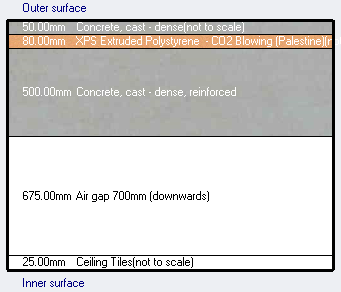 Outer surface
50.00mm Concrete, cast - dense(not to scale)
80.00mm XPS Extruded Polystyrene - CO2 Blowing (Palestine)(not
500.00mm Concrete, cast - dense, reinforced
675.00mm Air gap 700mm (downwards)
25.00mm Ceiling Tiles(not to scale)
Inner surface